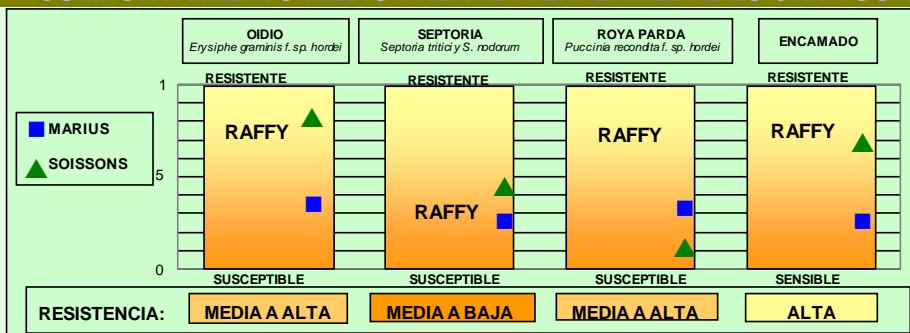 OIDIO
Erysiphe graminis f. sp. hordei
SEPTORIA
Septoria tritici y S. nodorum
ROYA PARDA
Puccinia recondita f. sp. hordei
ENCAMADO
RESISTENTE RESISTENTE RESISTENTE RESISTENTE
1
MARIUS
SOISSONS
RAFFY RAFFY RAFFY
5
RAFFY
0
SUSCEPTIBLE SUSCEPTIBLE SUSCEPTIBLE SENSIBLE
RESISTENCIA: MEDIA A ALTA MEDIA A BAJA MEDIA A ALTA ALTA